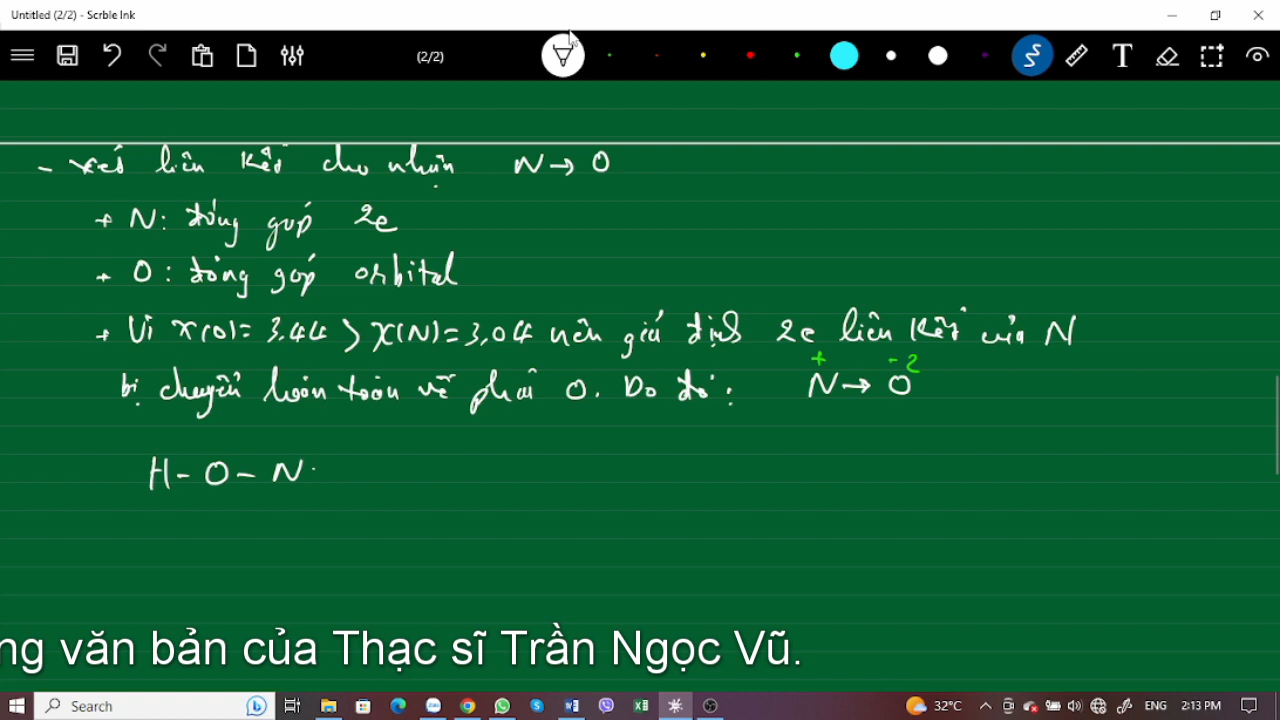 Untitled (2/2) - Scrble Ink
(2/2)
T
- xét liên kết cho nhận N → O
+ N: đóng góp 2e
+ O: đóng góp orbital
+ Vì χ(O) = 3,44 > χ(N) = 3,04 nên giả định 2e liên kết của N
+ -2
bị chuyển hoàn toàn về phía O. Do đó: N → O
H - O - N
ng văn bản của Thạc sĩ Trần Ngọc Vũ.
Search
32°C
2:13 PM